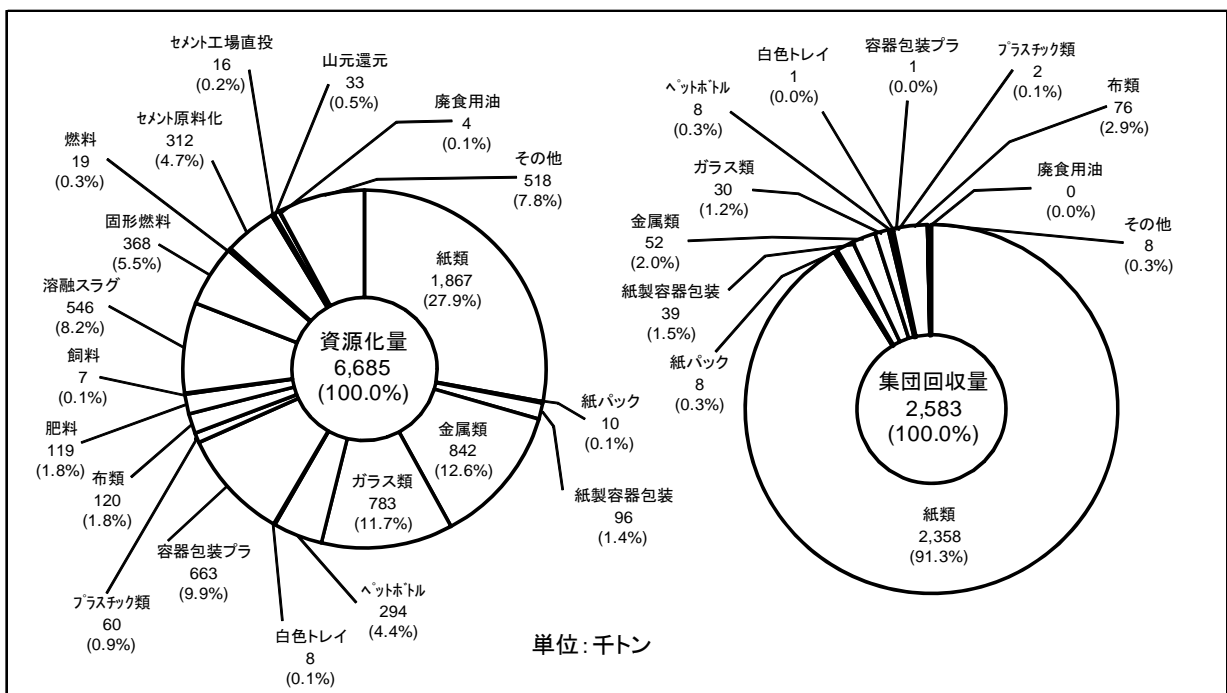 セメント工場直投
16
(0.2%)
山元還元
33
(0.5%)
廃食用油
4
(0.1%)
その他
518
(7.8%)
セメント原料化
312
(4.7%)
燃料
19
(0.3%)
固形燃料
368
(5.5%)
溶融スラグ
546
(8.2%)
飼料
7
(0.1%)
肥料
119
(1.8%)
布類
120
(1.8%)
プラスチック類
60
(0.9%)
容器包装プラ
663
(9.9%)
白色トレイ
8
(0.1%)
ペットボトル
294
(4.4%)
ガラス類
783
(11.7%)
金属類
842
(12.6%)
紙製容器包装
96
(1.4%)
紙パック
10
(0.1%)
紙類
1,867
(27.9%)
資源化量
6,685
(100.0%)
白色トレイ
1
(0.0%)
容器包装プラ
1
(0.0%)
プラスチック類
2
(0.1%)
布類
76
(2.9%)
廃食用油
0
(0.0%)
その他
8
(0.3%)
ペットボトル
8
(0.3%)
ガラス類
30
(1.2%)
金属類
52
(2.0%)
紙製容器包装
39
(1.5%)
紙パック
8
(0.3%)
集団回収量
2,583
(100.0%)
紙類
2,358
(91.3%)
単位:千トン